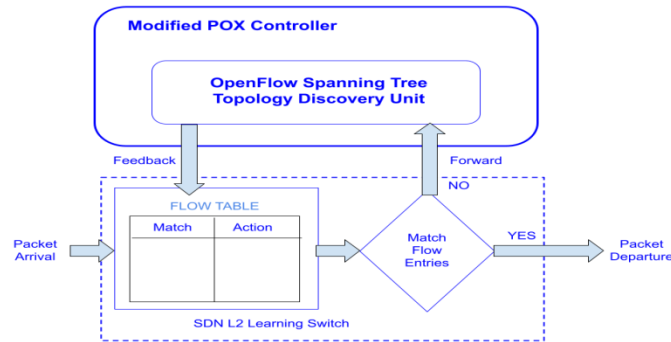 Modified POX Controller
OpenFlow Spanning Tree
Topology Discovery Unit
Feedback
Forward
NO
FLOW TABLE
Match
Action
Packet
Arrival
Match
Flow
Entries
YES
Packet
Departure
SDN L2 Learning Switch